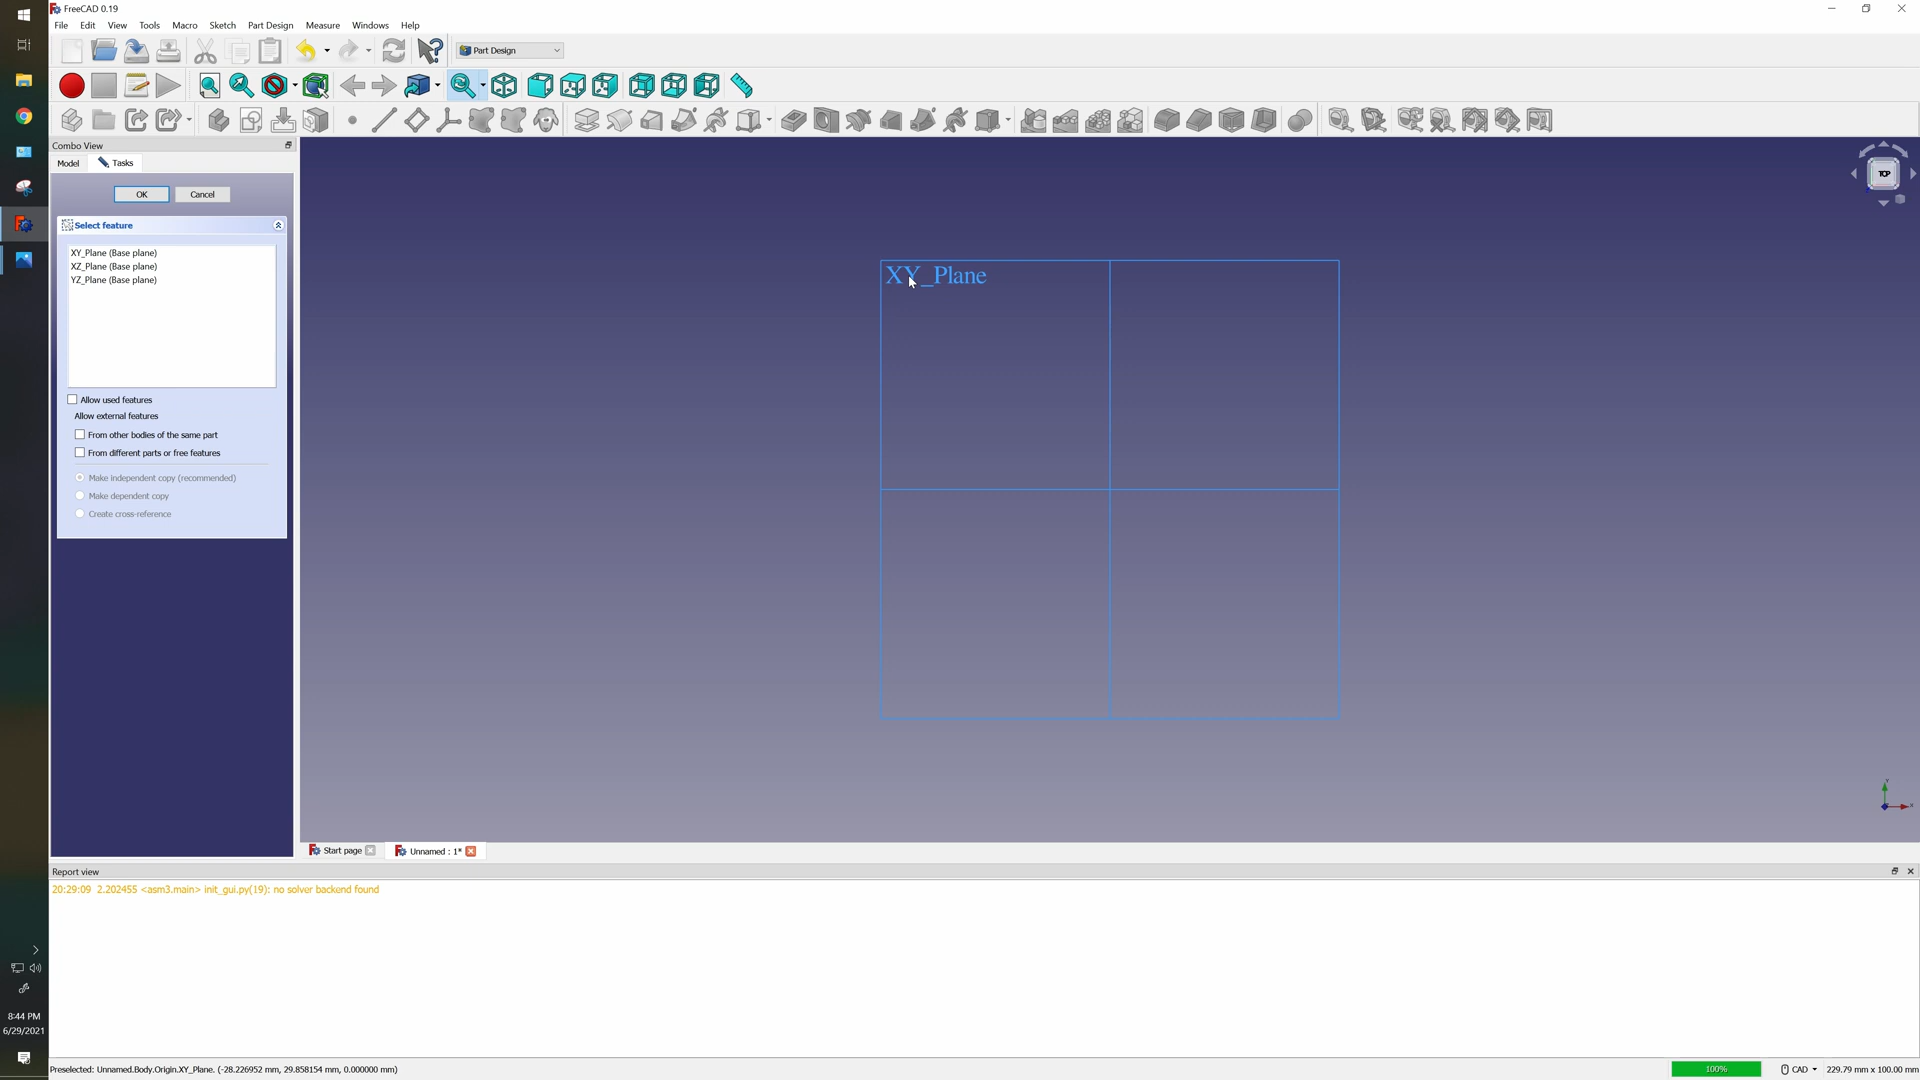 FreeCAD 0.19
File Edit View Tools Macro Sketch Part Design Measure Windows Help
Part Design
Combo View
Model Tasks
OK Cancel
Select feature
XY_Plane (Base plane)
XZ_Plane (Base plane)
YZ_Plane (Base plane)
Allow used features
Allow external features
From other bodies of the same part
From different parts or free features
Make independent copy (recommended)
Make dependent copy
Create cross-reference
XY_Plane
TOP
Y
X
Start page Unnamed : 1*
Report view
20:29:09 2.202455 <asm3.main> init_gui.py(19): no solver backend found
8:44 PM
6/29/2021
Preselected: Unnamed.Body.Origin.XY_Plane. (-28.226952 mm, 29.858154 mm, 0.000000 mm)
100% CAD 229.79 mm x 100.00 mm